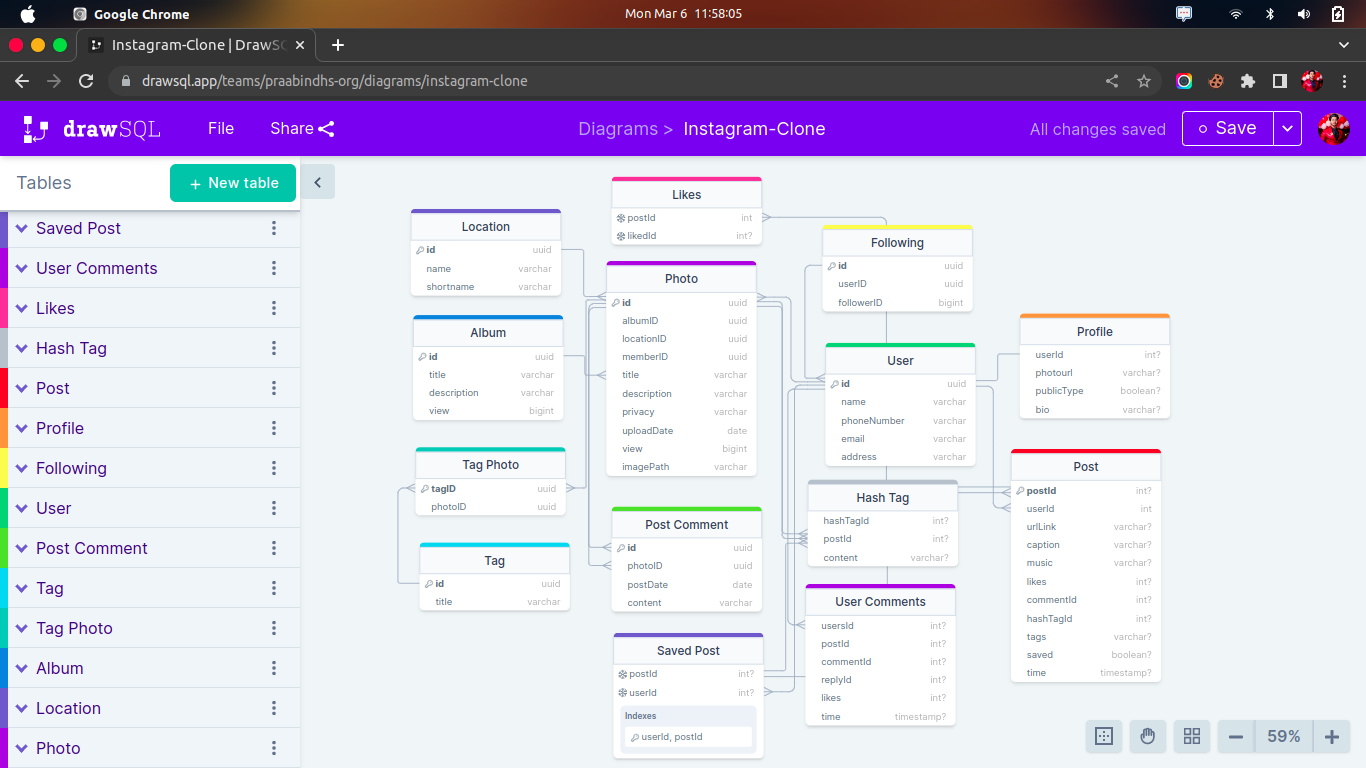 Google Chrome
Mon Mar 6 11:58:05
Instagram-Clone | DrawSQ
drawsql.app/teams/praabindhs-org/diagrams/instagram-clone
drawSQL
File
Share
Diagrams > Instagram-Clone
All changes saved
Save
Tables
+ New table
Saved Post
User Comments
Likes
Hash Tag
Post
Profile
Following
User
Post Comment
Tag
Tag Photo
Album
Location
Photo
Location
id uuid
name varchar
shortname varchar
Album
id uuid
title varchar
description varchar
view bigint
Tag Photo
tagID uuid
photoID uuid
Tag
id uuid
title varchar
Likes
postId int
likedId int?
Photo
id uuid
albumID uuid
locationID uuid
memberID uuid
title varchar
description varchar
privacy varchar
uploadDate date
view bigint
imagePath varchar
Post Comment
id uuid
photoID uuid
postDate date
content varchar
Saved Post
postId int?
userId int?
Indexes
userId, postId
Following
id uuid
userID uuid
followerID bigint
User
id uuid
name varchar
phoneNumber varchar
email varchar
address varchar
Hash Tag
hashTagId int?
postId int?
content varchar?
User Comments
usersId int?
postId int?
commentId int?
replyId int?
likes int?
time timestamp?
Profile
userId int?
photourl varchar?
publicType boolean?
bio varchar?
Post
postId int?
userId int
urlLink varchar?
caption varchar?
music varchar?
likes int?
commentId int?
hashTagId int?
tags varchar?
saved boolean?
time timestamp?
59%